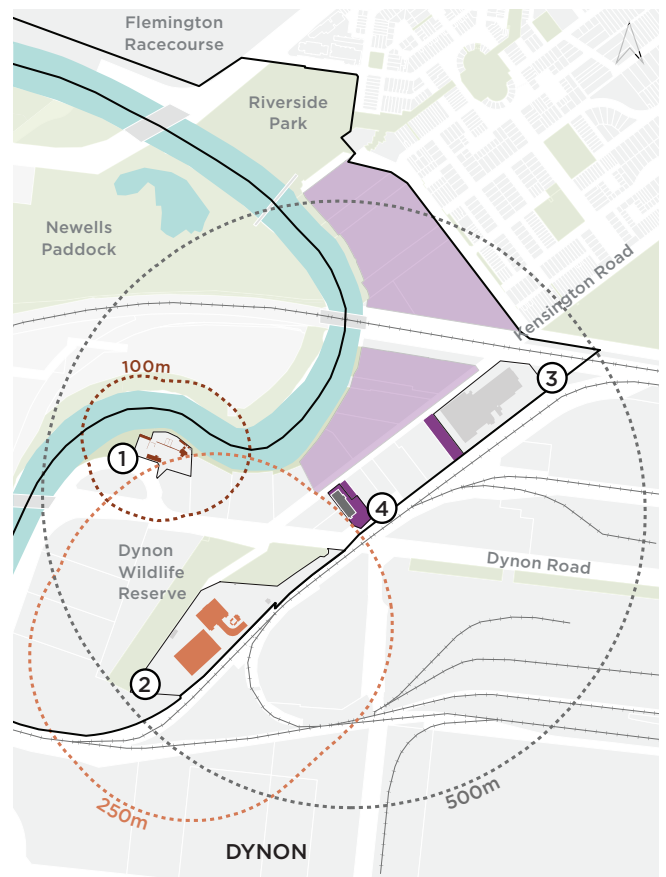 Flemington
Racecourse
Riverside
Park
Newells
Paddock
Kensington Road
100m
3
1
4
Dynon
Wildlife
Reserve
Dynon Road
2
250m
500m
DYNON